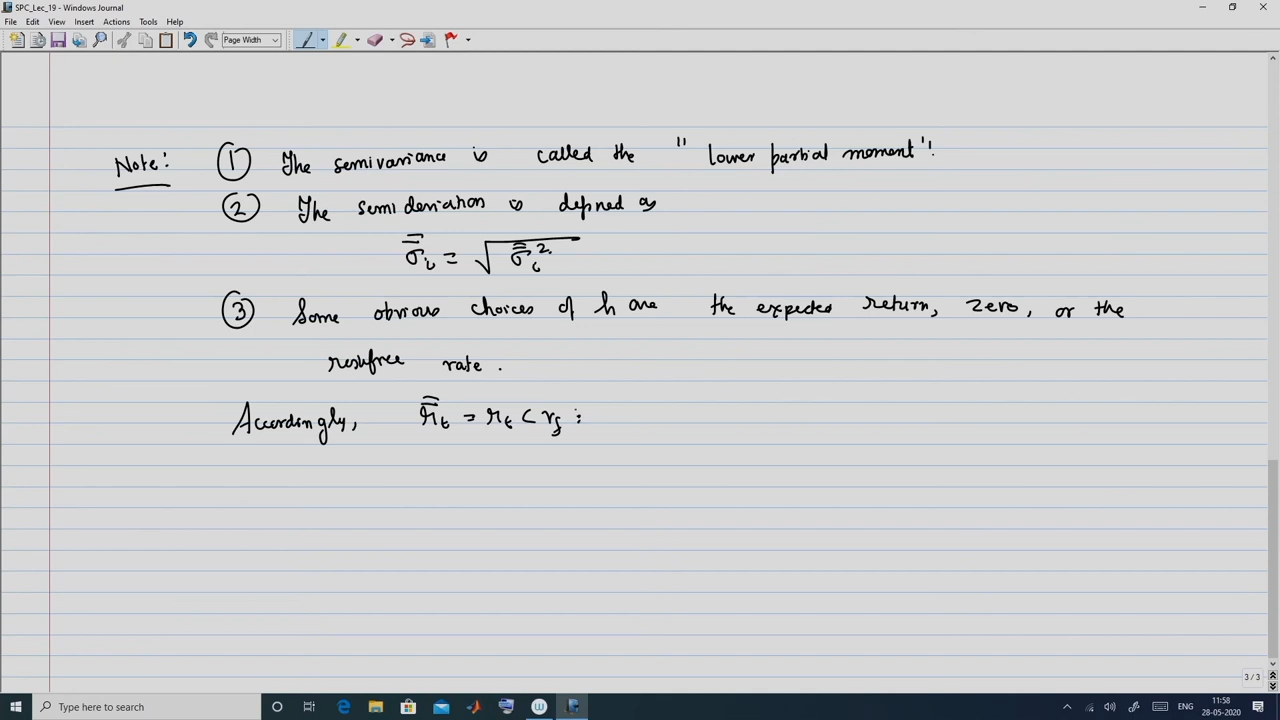 SPC_Lec_19 - Windows Journal
File Edit View Insert Actions Tools Help
Page Width
Note: ① The semivariance is called the "lower partial moment".
② The semideviation is defined as
σ̿ᵢ = √σ̿ᵢ²
③ Some obvious choices of h are the expected return, zero, or the
riskfree rate.
Accordingly, r̿ₜ = rₜ < r_f :
3 / 3
Type here to search
ENG
11:58
28-05-2020